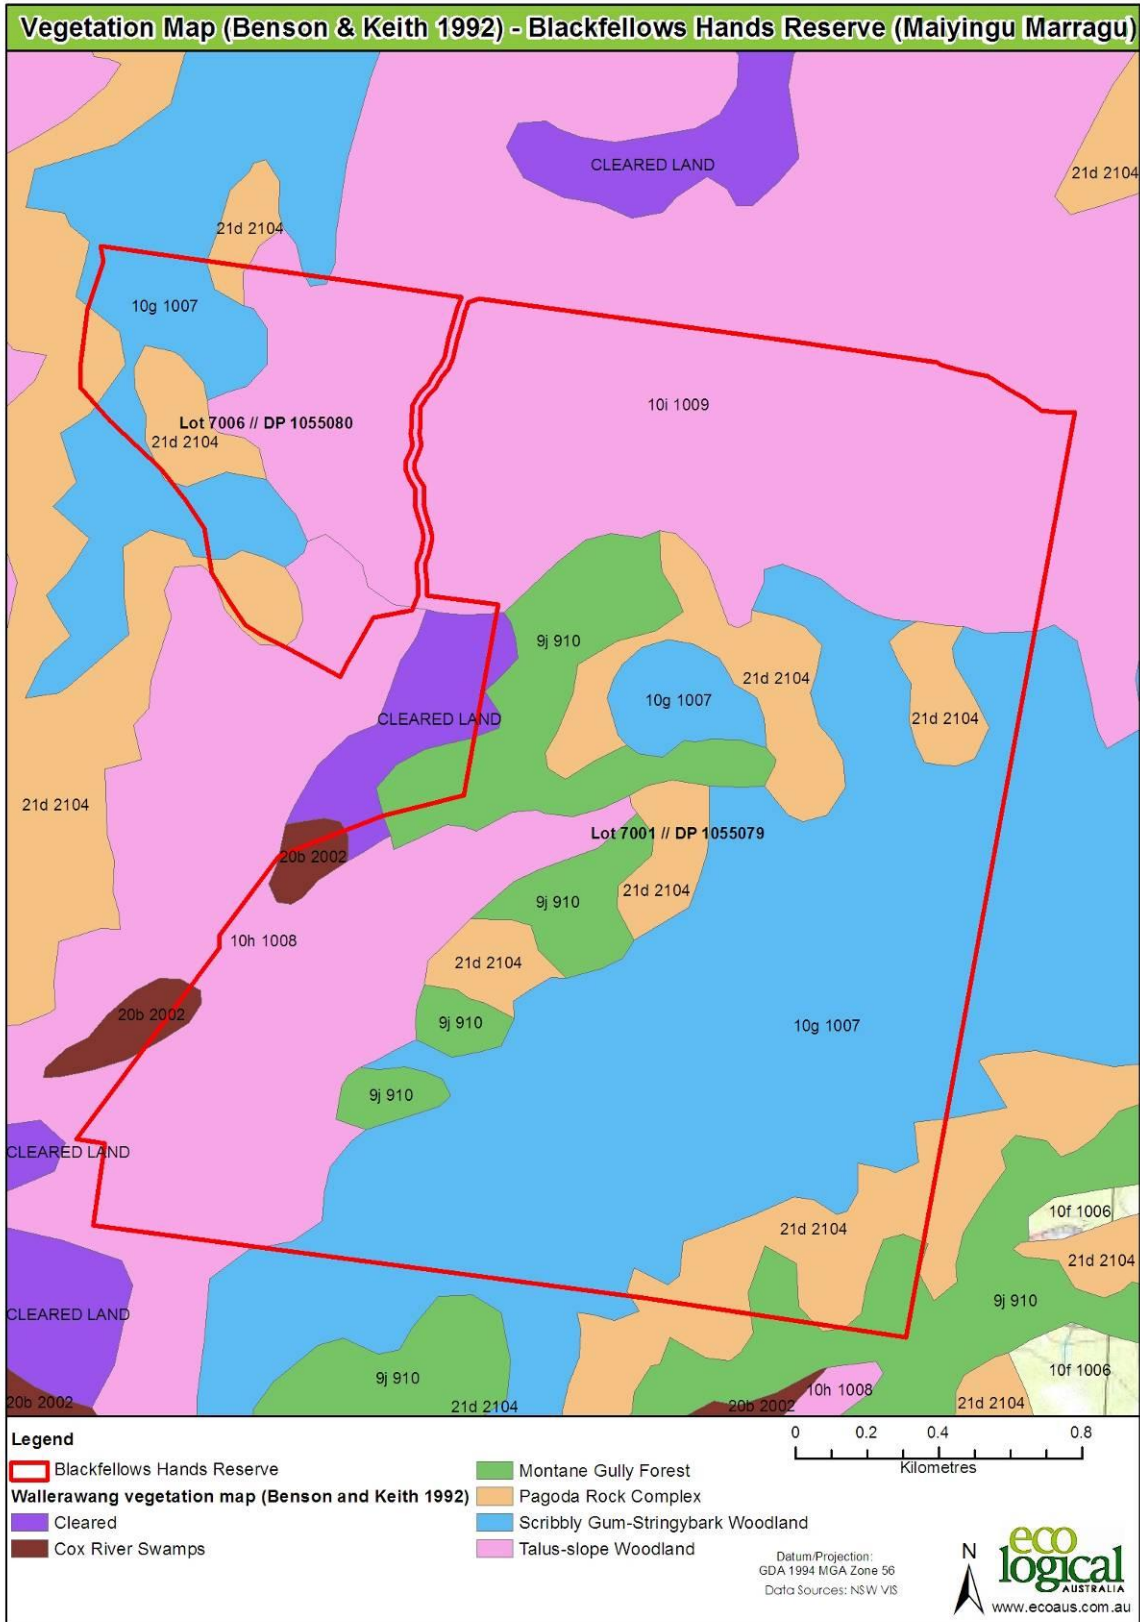 Vegetation Map (Benson & Keith 1992) - Blackfellows Hands Reserve (Maiyingu Marragu)
CLEARED LAND
21d 2104
21d 2104
10g 1007
10i 1009
Lot 7006 // DP 1055080
21d 2104
9j 910
21d 2104
10g 1007
CLEARED LAND
21d 2104
21d 2104
Lot 7001 // DP 1055079
20b 2002
21d 2104
9j 910
10h 1008
21d 2104
20b 2002
9j 910
10g 1007
9j 910
CLEARED LAND
10f 1006
21d 2104
21d 2104
9j 910
CLEARED LAND
10f 1006
9j 910
10h 1008
20b 2002
21d 2104
20b 2002
21d 2104
Legend
Blackfellows Hands Reserve
Wallerawang vegetation map (Benson and Keith 1992)
Cleared
Cox River Swamps
Montane Gully Forest
Pagoda Rock Complex
Scribbly Gum-Stringybark Woodland
Talus-slope Woodland
0 0.2 0.4 0.8
Kilometres
Datum/Projection:
GDA 1994 MGA Zone 56
Data Sources: NSW VIS
N
eco
logical
AUSTRALIA
www.ecoaus.com.au